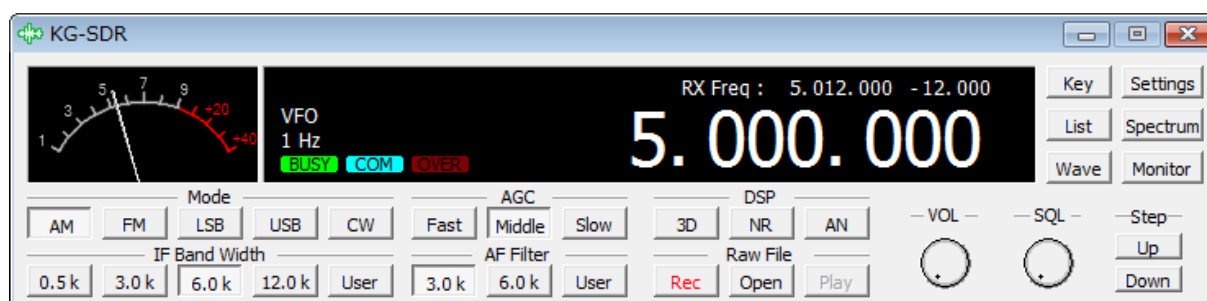 KG-SDR
1 3 5 7 9 +20 +40
RX Freq : 5.012.000 -12.000
VFO
1 Hz
5.000.000
BUSY COM OVER
Key Settings
List Spectrum
Wave Monitor
Mode AGC DSP
AM FM LSB USB CW Fast Middle Slow 3D NR AN
VOL SQL Step
Up
IF Band Width AF Filter Raw File
0.5 k 3.0 k 6.0 k 12.0 k User 3.0 k 6.0 k User Rec Open Play
Down